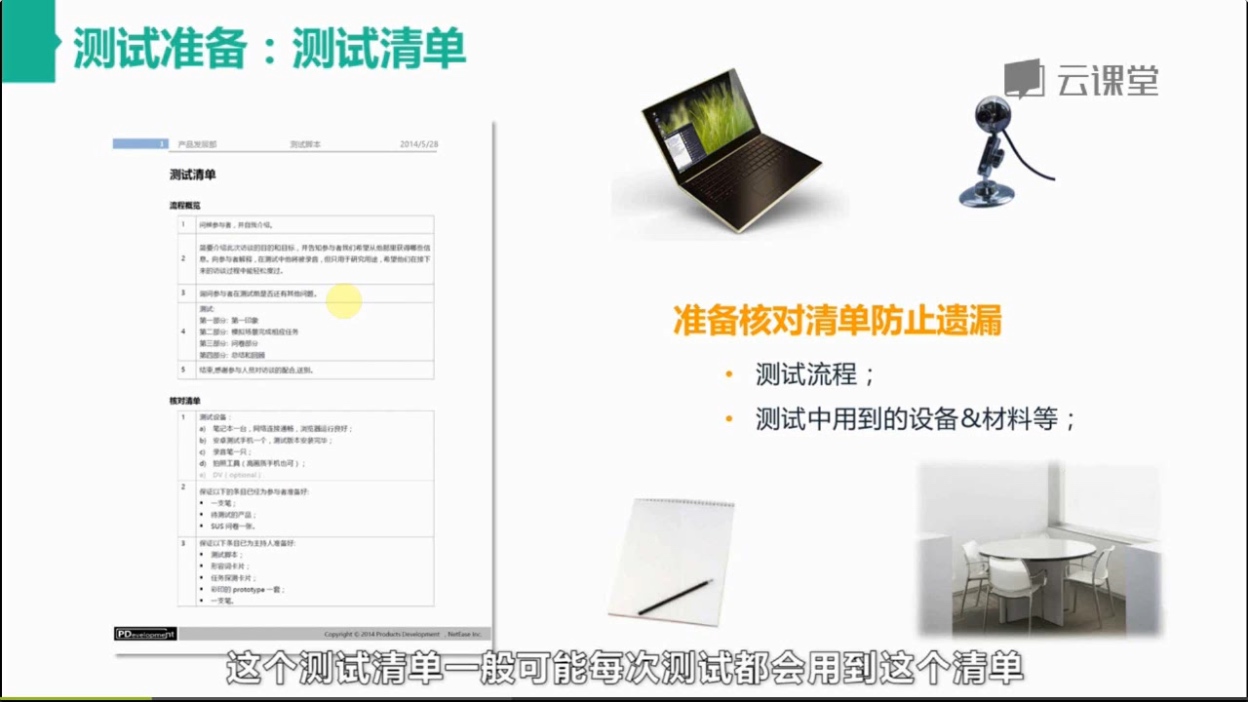 测试准备：测试清单
云课堂
1 产品发展部 测试脚本 2014/5/28
测试清单
流程概览
1 问候参与者，并自我介绍。
2 简要介绍此次访谈的目的和目标，并告知参与者我们希望从他那里获得哪些信
息。向参与者解释，在测试中他将被录音，但只用于研究用途，希望他们在接下
来的访谈过程中能轻松度过。
3 询问参与者在测试前是否还有其他问题。
4 测试：
第一部分：第一印象
第二部分：模拟场景完成相应任务
第三部分：问卷部分
第四部分：总结和回顾
5 结束,感谢参与人员对访谈的配合,送别。
核对清单
1 测试设备：
a) 笔记本一台，网络连接通畅，浏览器运行良好；
b) 安卓测试手机一个，测试版本安装完毕；
c) 录音笔一只；
d) 拍照工具（高画质手机也可）；
e) DV（optional）
2 保证以下的条目已经为参与者准备好:
• 一支笔；
• 待测试的产品；
• SUS 问卷一张。
3 保证以下条目已为主持人准备好:
• 测试脚本；
• 形容词卡片；
• 任务探测卡片；
• 彩印的 prototype 一套；
• 一支笔。
PDevelopment
Copyright © 2014 Products Development , NetEase Inc.
准备核对清单防止遗漏
• 测试流程；
• 测试中用到的设备&材料等；
这个测试清单一般可能每次测试都会用到这个清单